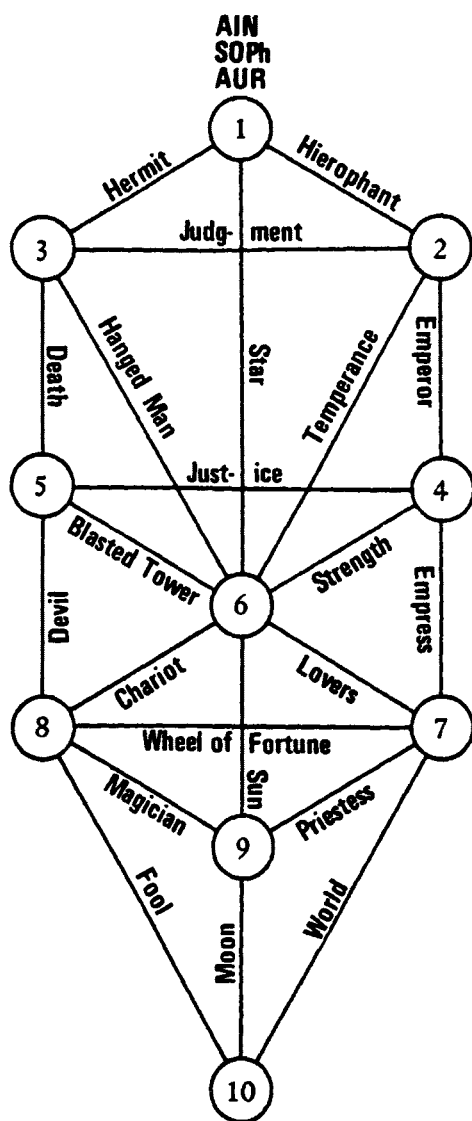 AIN
SOPh
AUR
1
Hermit
Hierophant
3
Judg- ment
2
Death
Hanged Man
Star
Temperance
Emperor
5
Just- ice
4
Blasted Tower
Strength
6
Devil
Empress
Chariot
Lovers
8
Wheel of Fortune
7
Magician
Sun
Priestess
9
Fool
Moon
World
10